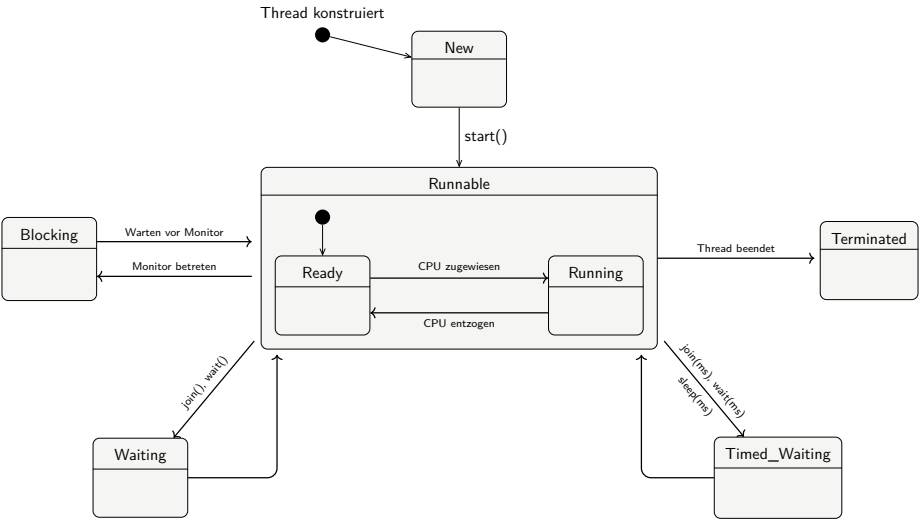 Thread konstruiert
New
start()
Runnable
Blocking
Warten vor Monitor
Monitor betreten
Ready
CPU zugewiesen
CPU entzogen
Running
Thread beendet
Terminated
join(), wait()
join(ms), wait(ms)
sleep(ms)
Waiting
Timed_Waiting